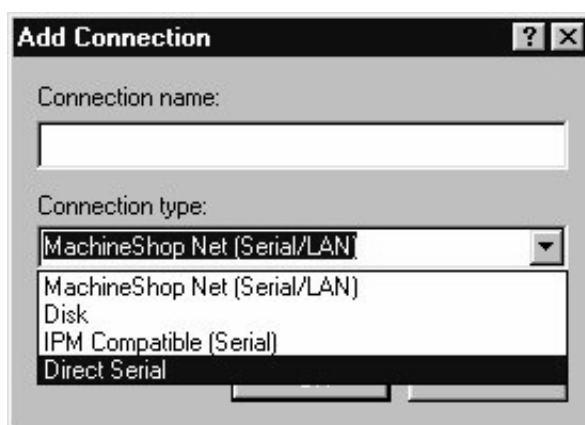 Add Connection
Connection name:
Connection type:
MachineShop Net (Serial/LAN)
MachineShop Net (Serial/LAN)
Disk
IPM Compatible (Serial)
Direct Serial